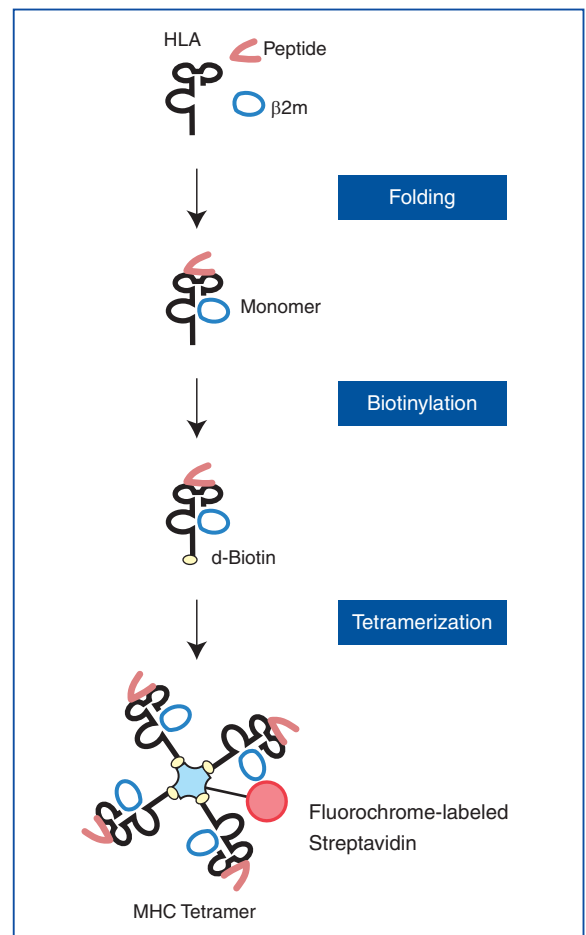 HLA
Peptide
β2m
Folding
Monomer
Biotinylation
d-Biotin
Tetramerization
Fluorochrome-labeled
Streptavidin
MHC Tetramer